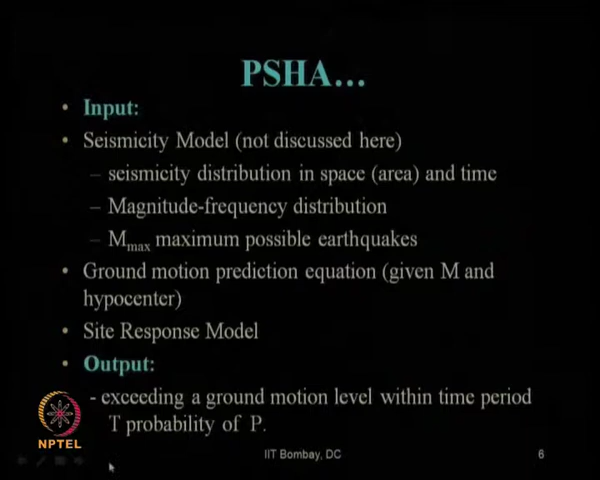 PSHA...
• Input:
• Seismicity Model (not discussed here)
– seismicity distribution in space (area) and time
– Magnitude-frequency distribution
– Mmax maximum possible earthquakes
• Ground motion prediction equation (given M and
hypocenter)
• Site Response Model
• Output:
- exceeding a ground motion level within time period
T probability of P.
NPTEL
IIT Bombay, DC
6